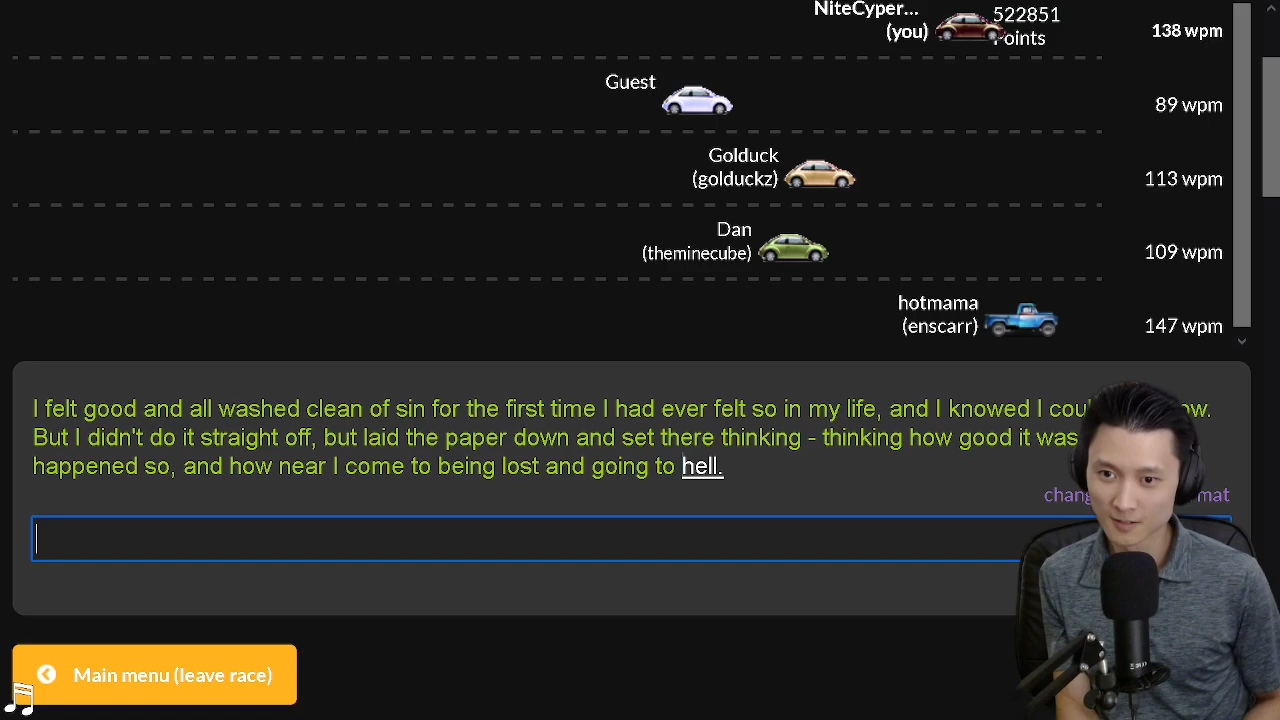 NiteCyper...
(you)
522851
Points
138 wpm
Guest
89 wpm
Golduck
(golduckz)
113 wpm
Dan
(theminecube)
109 wpm
hotmama
(enscarr)
147 wpm
I felt good and all washed clean of sin for the first time I had ever felt so in my life, and I knowed I
But I didn't do it straight off, but laid the paper down and set there thinking - thinking how good it was
happened so, and how near I come to being lost and going to hell.
Main menu (leave race)